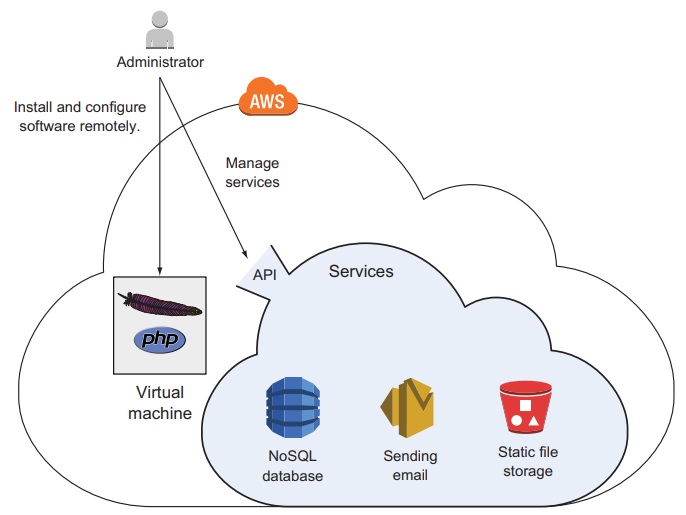 Administrator
Install and configure
software remotely.
AWS
Manage
services
API
Services
php
Virtual
machine
NoSQL
database
Sending
email
Static file
storage